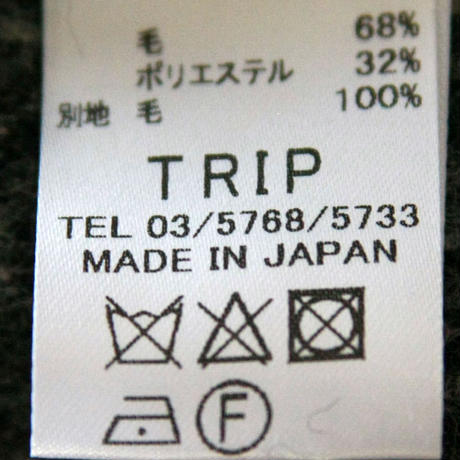 毛 68%
ポリエステル 32%
別地 毛 100%
TRIP
TEL 03/5768/5733
MADE IN JAPAN
F